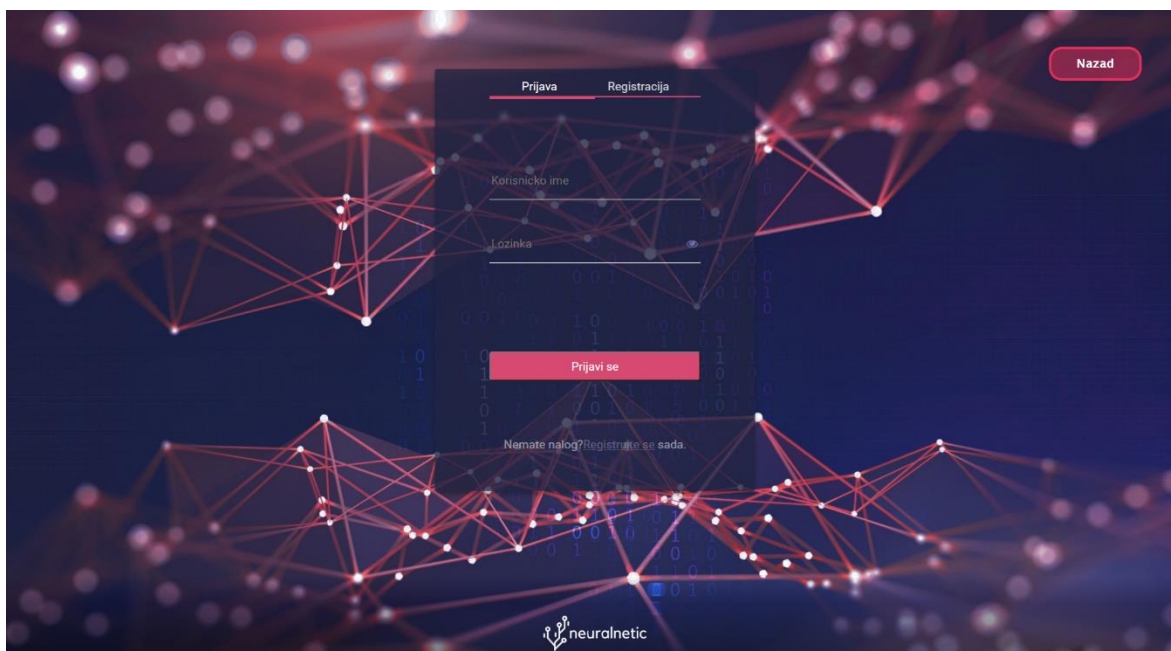 Nazad
Prijava Registracija
Korisnicko ime
Lozinka
Prijavi se
Nemate nalog?Registrujte se sada.
neuralnetic